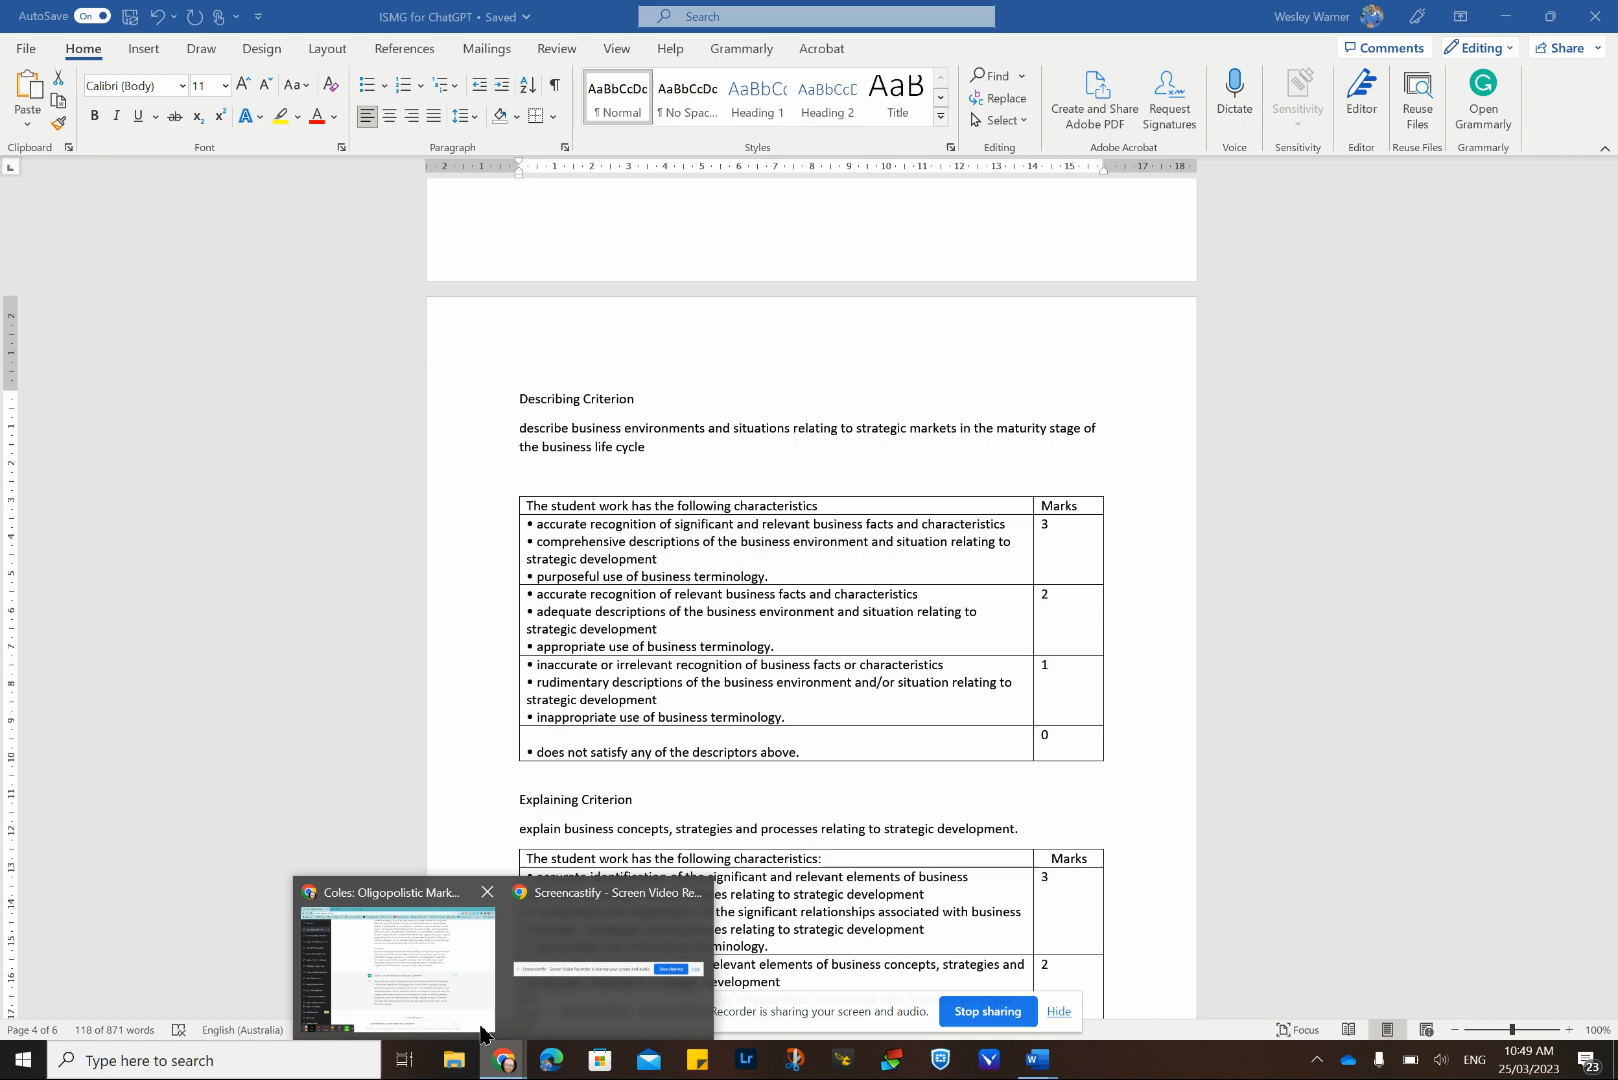 AutoSave On
ISMG for ChatGPT • Saved
Search
Wesley Warner
File Home Insert Draw Design Layout References Mailings Review View Help Grammarly Acrobat
Comments Editing Share
Paste
Calibri (Body) 11
Aa
B I U ab x₂ x² A A
AaBbCcDc AaBbCcDc AaBbCc AaBbCcD AaB
¶ Normal ¶ No Spac... Heading 1 Heading 2 Title
Find
Replace
Select
Create and Share Adobe PDF
Request Signatures
Dictate
Sensitivity
Editor
Reuse Files
Open Grammarly
Clipboard Font Paragraph Styles Editing Adobe Acrobat Voice Sensitivity Editor Reuse Files Grammarly
Describing Criterion
describe business environments and situations relating to strategic markets in the maturity stage of
the business life cycle
The student work has the following characteristics Marks
• accurate recognition of significant and relevant business facts and characteristics 3
• comprehensive descriptions of the business environment and situation relating to
strategic development
• purposeful use of business terminology.
• accurate recognition of relevant business facts and characteristics 2
• adequate descriptions of the business environment and situation relating to
strategic development
• appropriate use of business terminology.
• inaccurate or irrelevant recognition of business facts or characteristics 1
• rudimentary descriptions of the business environment and/or situation relating to
strategic development
• inappropriate use of business terminology.
0
• does not satisfy any of the descriptors above.
Explaining Criterion
explain business concepts, strategies and processes relating to strategic development.
The student work has the following characteristics: Marks
significant and relevant elements of business 3
es relating to strategic development
the significant relationships associated with business
es relating to strategic development
minology.
elevant elements of business concepts, strategies and 2
development
Coles: Oligopolistic Mark...
Screencastify - Screen Video Re...
Screencastify - Screen Video Recorder is sharing your screen and audio. Stop sharing Hide
Recorder is sharing your screen and audio. Stop sharing Hide
Page 4 of 6 118 of 871 words English (Australia)
Focus
100%
Type here to search
Lr
ENG
10:49 AM
25/03/2023
23